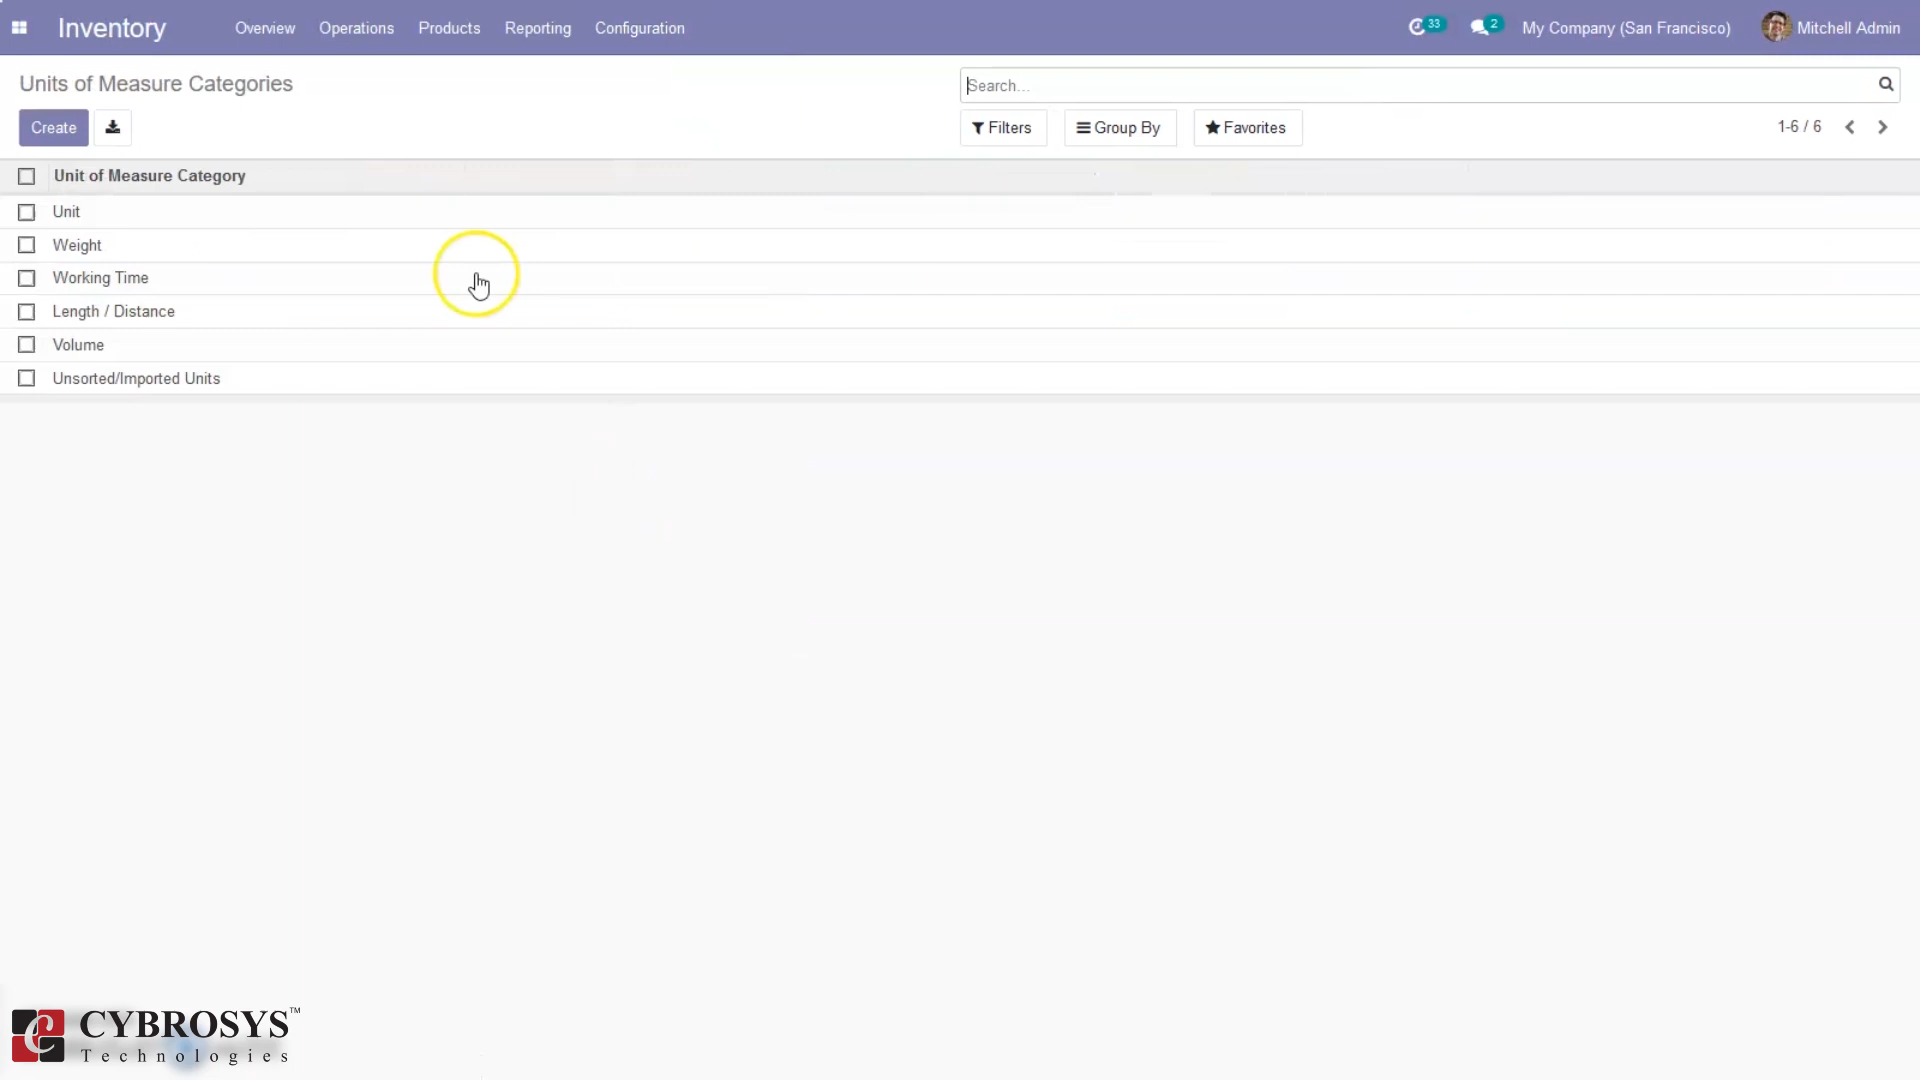 Inventory Overview Operations Products Reporting Configuration 33 2 My Company (San Francisco) Mitchell Admin
Units of Measure Categories
Search...
Create Filters Group By Favorites 1-6 / 6
Unit of Measure Category
Unit
Weight
Working Time
Length / Distance
Volume
Unsorted/Imported Units
CYBROSYS™
Technologies